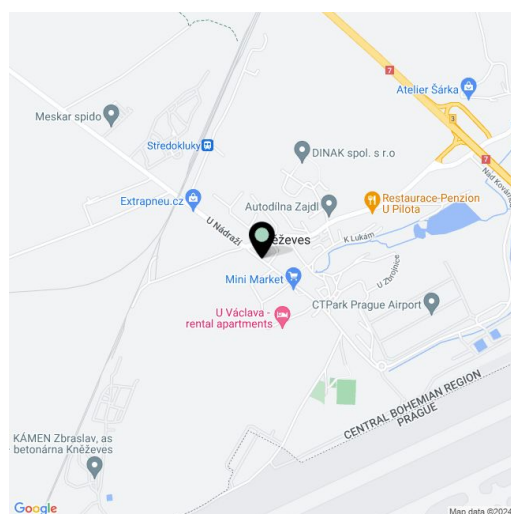 7
Atelier Šárka
Meskar spido
3
Středokluky
DINAK spol. s r.o
7
Extrapneu.cz
Autodílna Zajdl
Restaurace-Penzion
U Pilota
U Nádraží
K Lukám
ěževes
U Zbrojnice
Mini Market
CTPark Prague Airport
U Václava -
rental apartments
CENTRAL BOHEMIAN REGION
PRAGUE
KÁMEN Zbraslav, as
betonárna Kněževes
Google
Map data ©2024